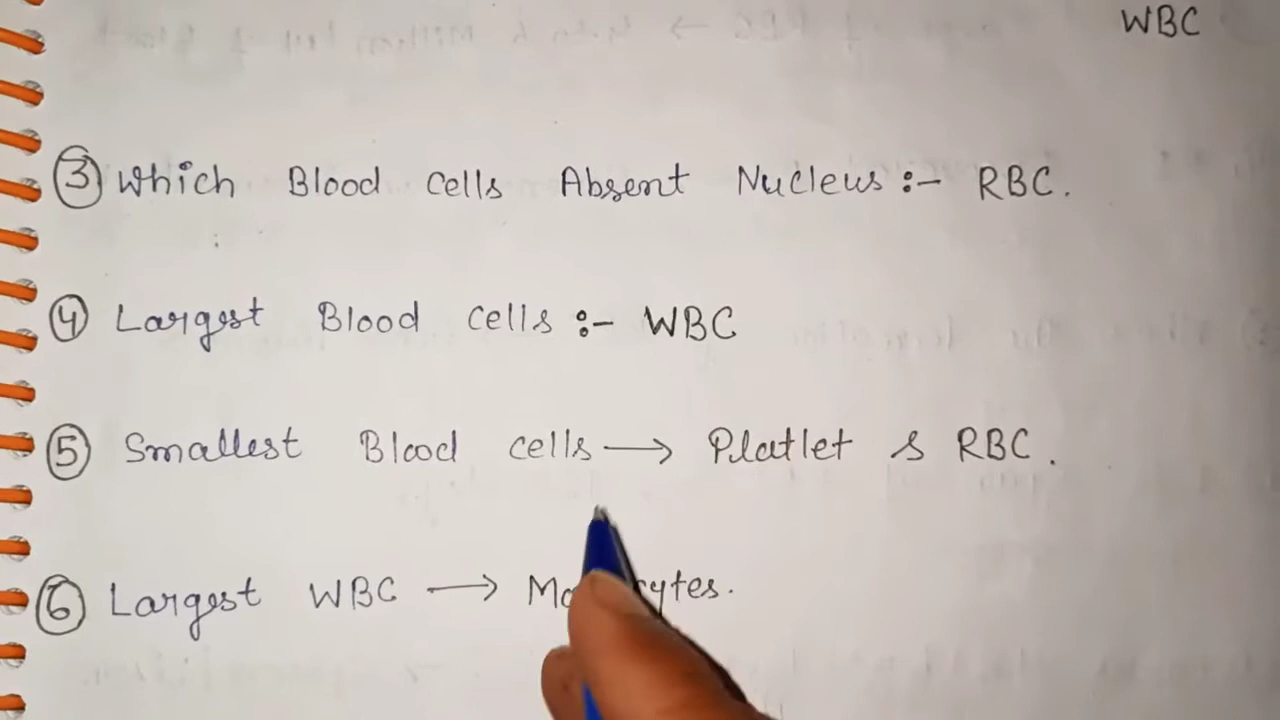 WBC
③ Which Blood cells Absent Nucleus :- RBC.
④ Largest Blood cells :- WBC
⑤ Smallest Blood cells → Platlet & RBC.
⑥ Largest WBC →